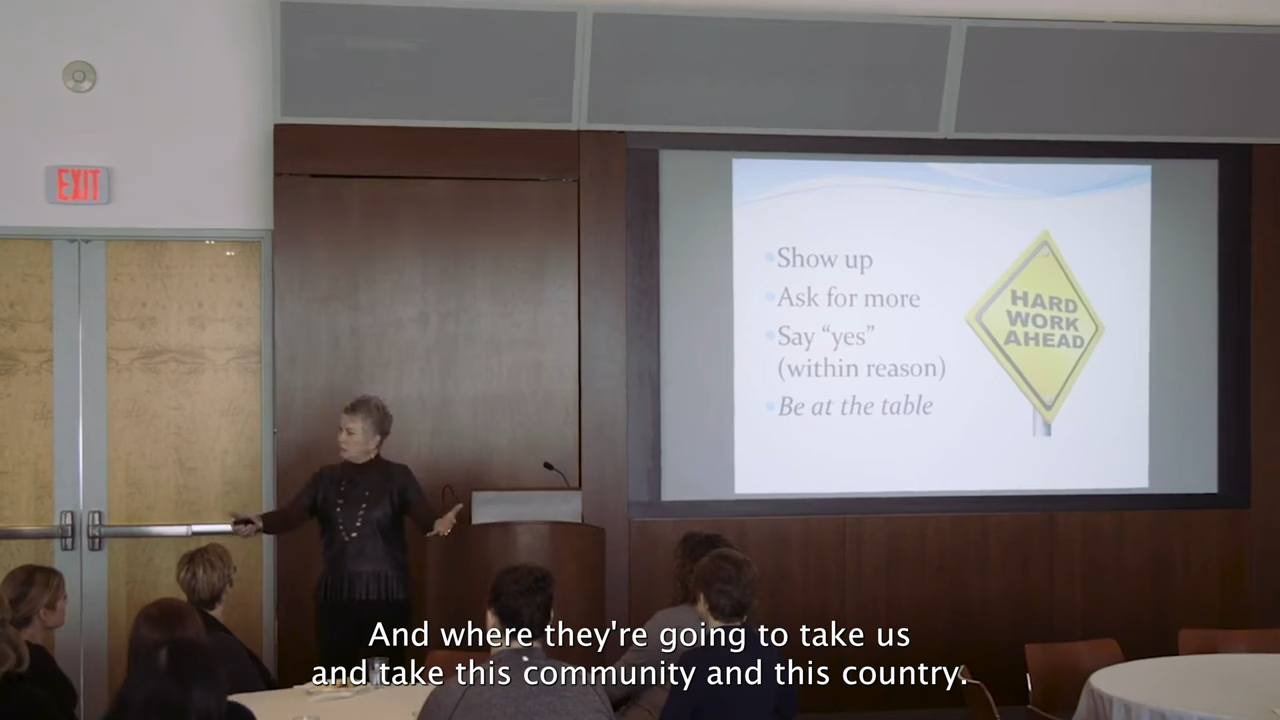 EXIT
•Show up
•Ask for more
•Say “yes”
(within reason)
•Be at the table
HARD
WORK
AHEAD
And where they're going to take us
and take this community and this country.